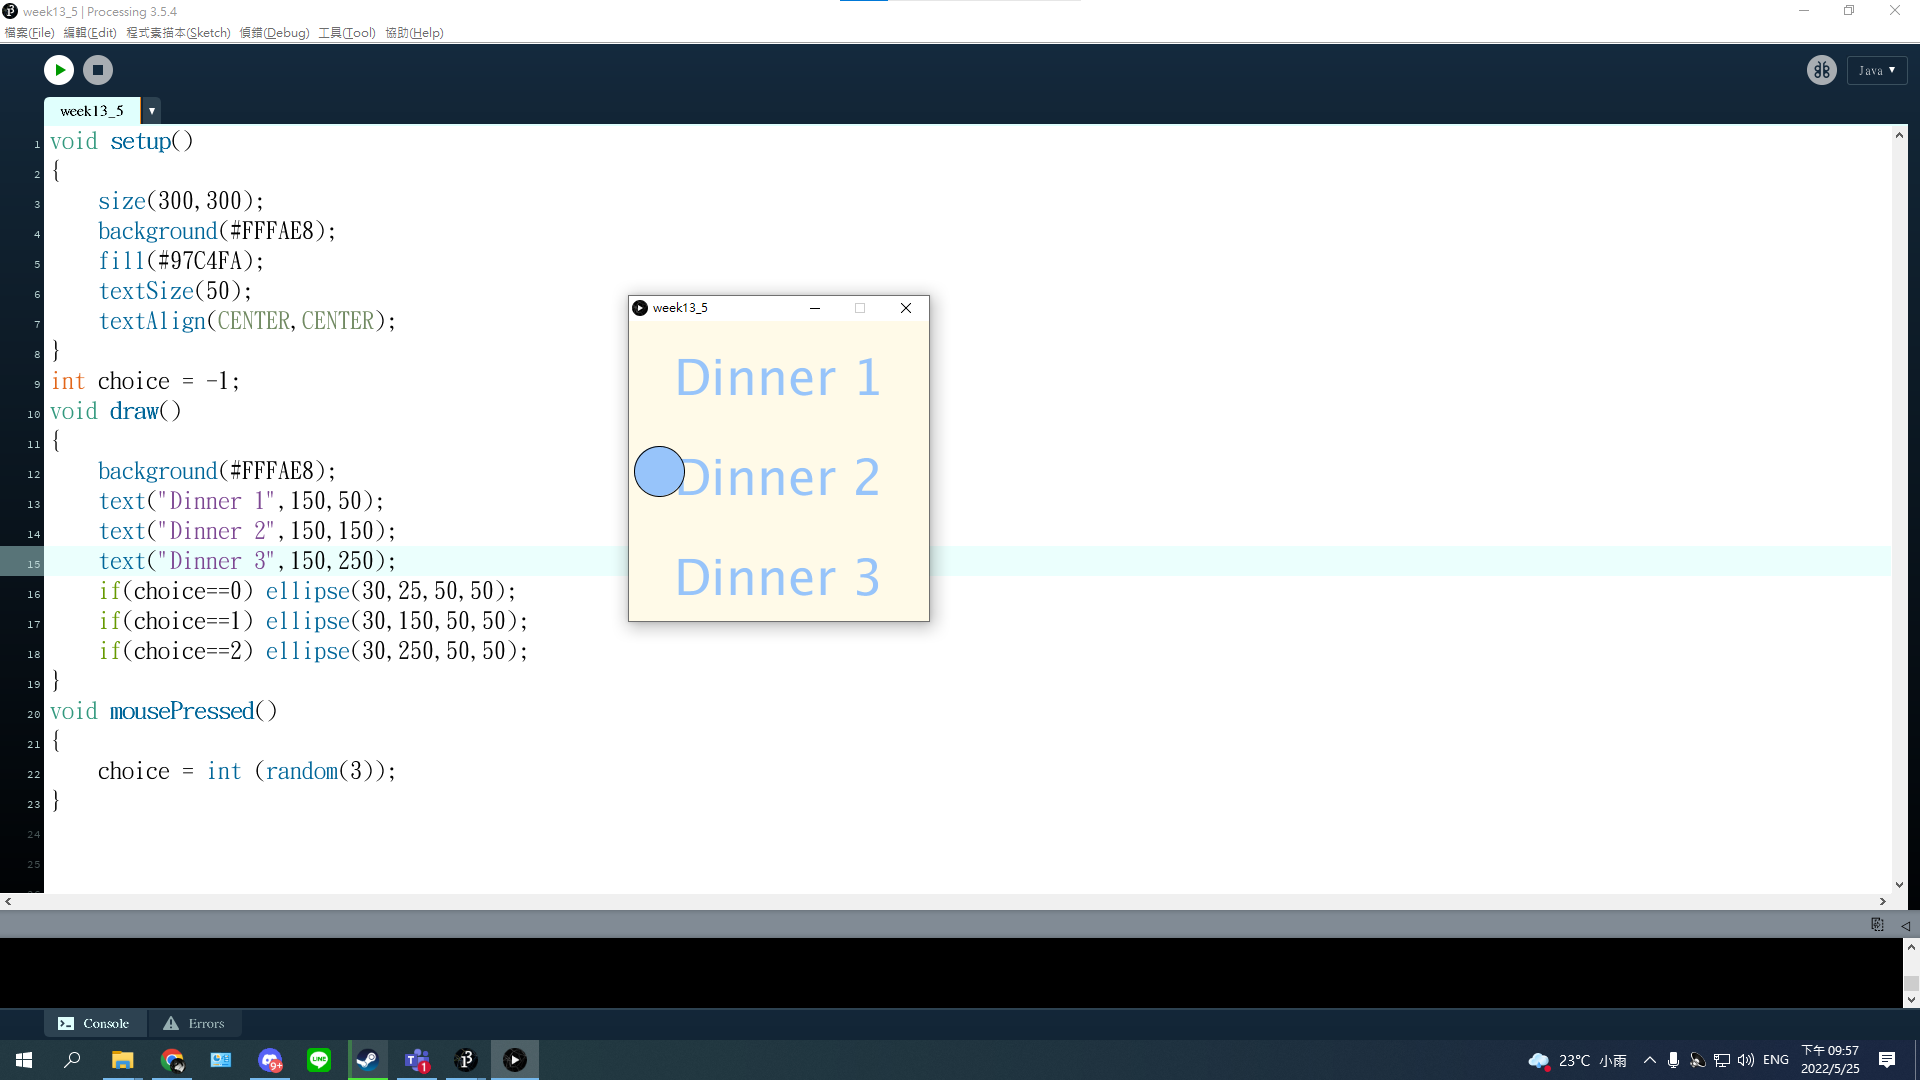 week13_5 | Processing 3.5.4
檔案(File) 編輯(Edit) 程式素描本(Sketch) 偵錯(Debug) 工具(Tool) 協助(Help)
Java ▼
week13_5 ▼
1 void setup()
2 {
3 size(300,300);
4 background(#FFFAE8);
5 fill(#97C4FA);
6 textSize(50);
7 textAlign(CENTER,CENTER);
8 }
9 int choice = -1;
10 void draw()
11 {
12 background(#FFFAE8);
13 text("Dinner 1",150,50);
14 text("Dinner 2",150,150);
15 text("Dinner 3",150,250);
16 if(choice==0) ellipse(30,25,50,50);
17 if(choice==1) ellipse(30,150,50,50);
18 if(choice==2) ellipse(30,250,50,50);
19 }
20 void mousePressed()
21 {
22 choice = int (random(3));
23 }
24
25
week13_5
Dinner 1
Dinner 2
Dinner 3
Console Errors
9+
LINE
1
23°C 小雨
ENG
下午 09:57
2022/5/25